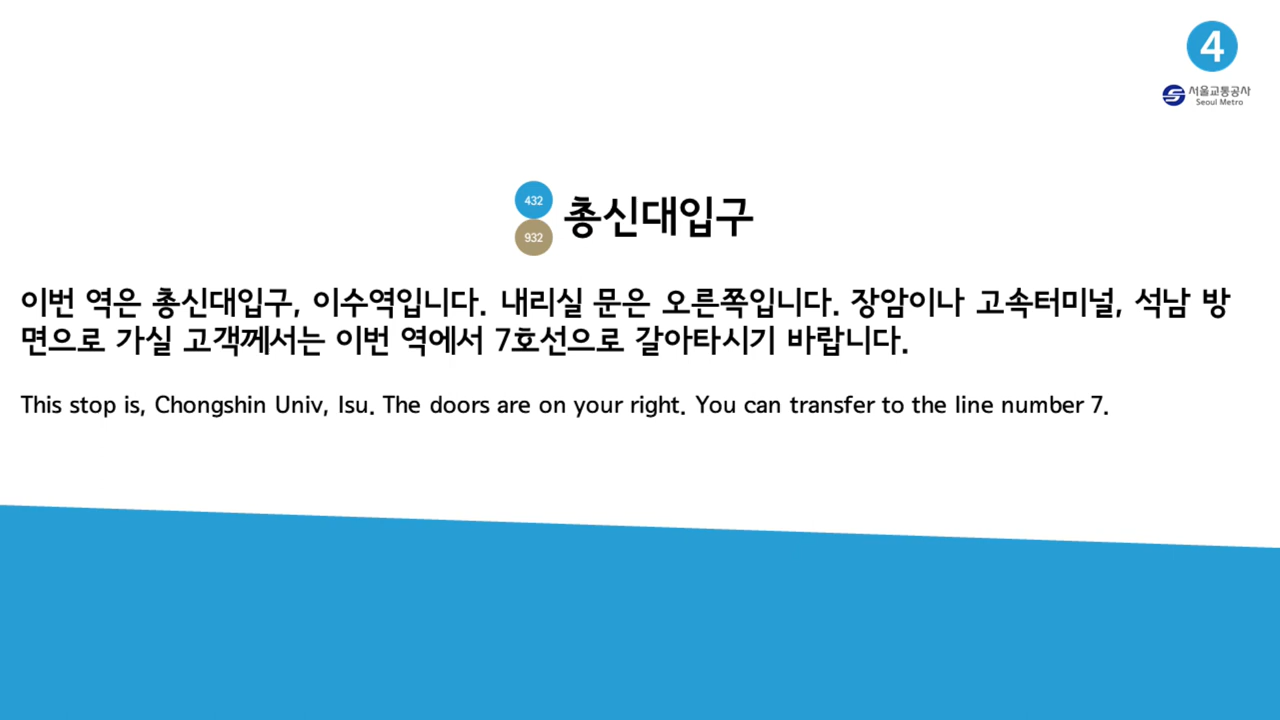 4
서울교통공사
Seoul Metro
432
932
총신대입구
이번 역은 총신대입구, 이수역입니다. 내리실 문은 오른쪽입니다. 장암이나 고속터미널, 석남 방
면으로 가실 고객께서는 이번 역에서 7호선으로 갈아타시기 바랍니다.
This stop is, Chongshin Univ, Isu. The doors are on your right. You can transfer to the line number 7.